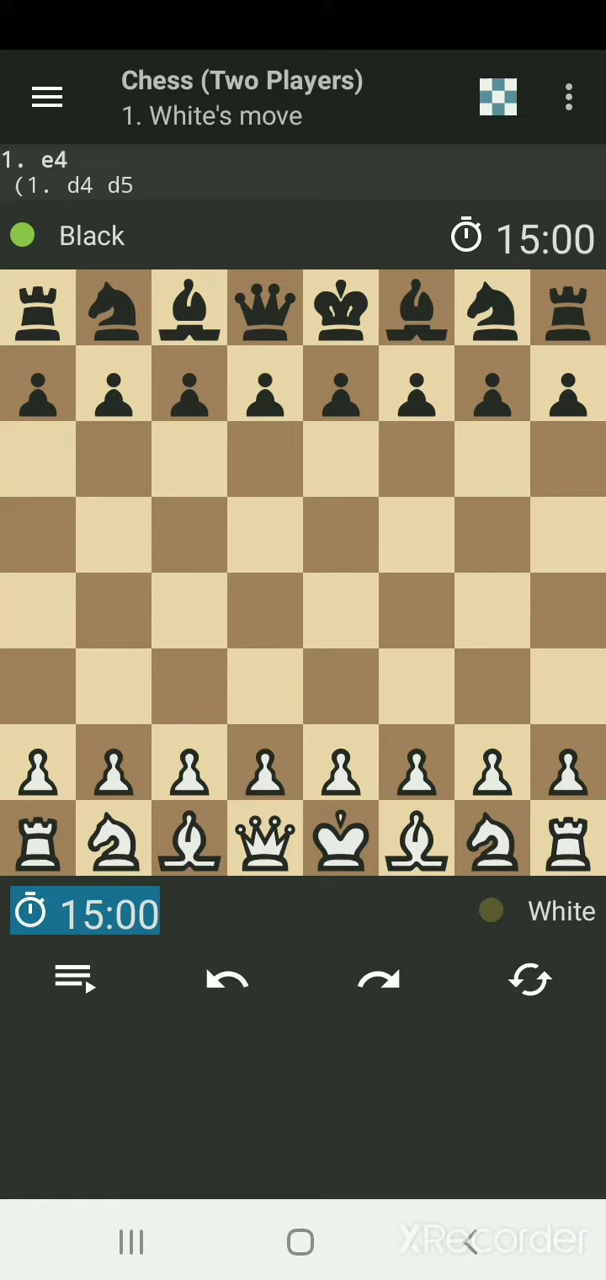 Chess (Two Players)
1. White's move
1. e4
(1. d4 d5
Black
15:00
15:00
White
XRecorder